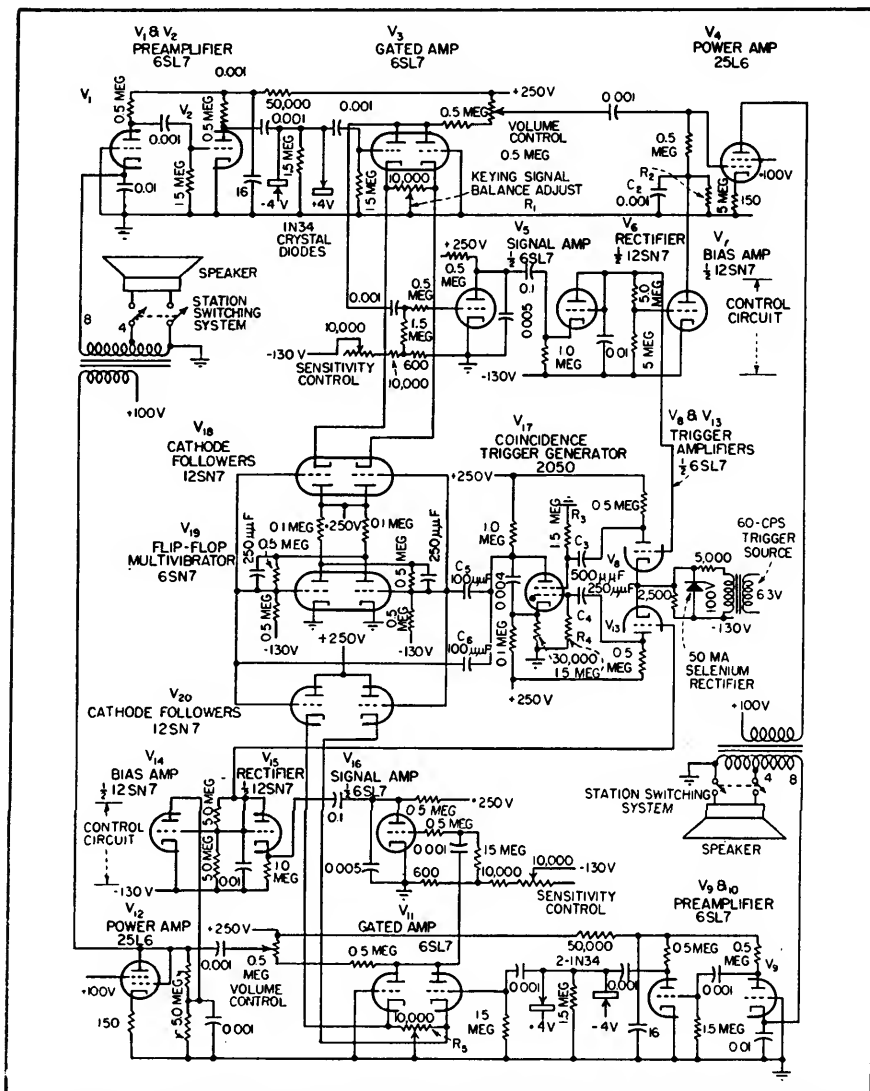 V1 & V2
PREAMPLIFIER
6SL7
V3
GATED AMP
6SL7
V4
POWER AMP
25L6
V1
0.5 MEG
V2
0.5 MEG
0.001
50,000
0.001
0.001
+250V
0.5 MEG
0.001
VOLUME
CONTROL
0.5 MEG
0.5
MEG
0.001
1.5 MEG
0.01
16
-4V
1.5 MEG
+4V
1.5 MEG
10,000
KEYING SIGNAL
BALANCE ADJUST
R1
R2
C2
0.001
5 MEG
150
+100V
1N34
CRYSTAL
DIODES
V5
SIGNAL AMP
½ 6SL7
V6
RECTIFIER
½ 12SN7
V7
BIAS AMP
½ 12SN7
+250V
0.5
MEG
0.1
0.005
5.0
MEG
CONTROL
CIRCUIT
SPEAKER
STATION
SWITCHING
SYSTEM
8
4
0.001
0.5
MEG
1.5
MEG
10,000
-130V
600
SENSITIVITY
CONTROL
10,000
1.0
MEG
0.01
5 MEG
-130V
+100V
V18
CATHODE
FOLLOWERS
12SN7
V17
COINCIDENCE
TRIGGER GENERATOR
2050
V8 & V13
TRIGGER
AMPLIFIERS
½ 6SL7
+250V
+250V
V19
FLIP-FLOP
MULTIVIBRATOR
6SN7
250μμF
0.1 MEG
0.5
MEG
0.1 MEG
250μμF
0.5
MEG
C5
100μμF
1.0
MEG
0.004
R3
1.5 MEG
C3
500μμF
250μμF
C4
0.5 MEG
V8
V13
2,500
5,000
100V
60-CPS
TRIGGER
SOURCE
6.3V
-130V
0.5 MEG
-130V
+250V
0.5 MEG
-130V
C6
100μμF
0.1 MEG
30,000
R4
1.5 MEG
0.5
MEG
+250V
50 MA
SELENIUM
RECTIFIER
V20
CATHODE FOLLOWERS
12SN7
+100V
V14
BIAS AMP
½ 12SN7
V15
RECTIFIER
½ 12SN7
V16
SIGNAL AMP
½ 6SL7
4
8
STATION SWITCHING
SYSTEM
SPEAKER
CONTROL
CIRCUIT
5.0 MEG
5.0 MEG
0.01
1.0
MEG
0.1
0.5 MEG
+250V
0.5 MEG
0.001
1.5 MEG
0.005
600
10,000
10,000
-130V
SENSITIVITY
CONTROL
-130V
V12
POWER AMP
25L6
V11
GATED AMP
6SL7
V9 & 10
PREAMPLIFIER
6SL7
+250V
0.001
0.5
MEG
VOLUME
CONTROL
0.5 MEG
50,000
0.5 MEG
0.5
MEG
V9
+100V
150
5.0 MEG
0.001
10,000
R5
1.5
MEG
0.001
2-1N34
0.001
+4V
1.5 MEG
-4V
16
0.001
1.5 MEG
0.01